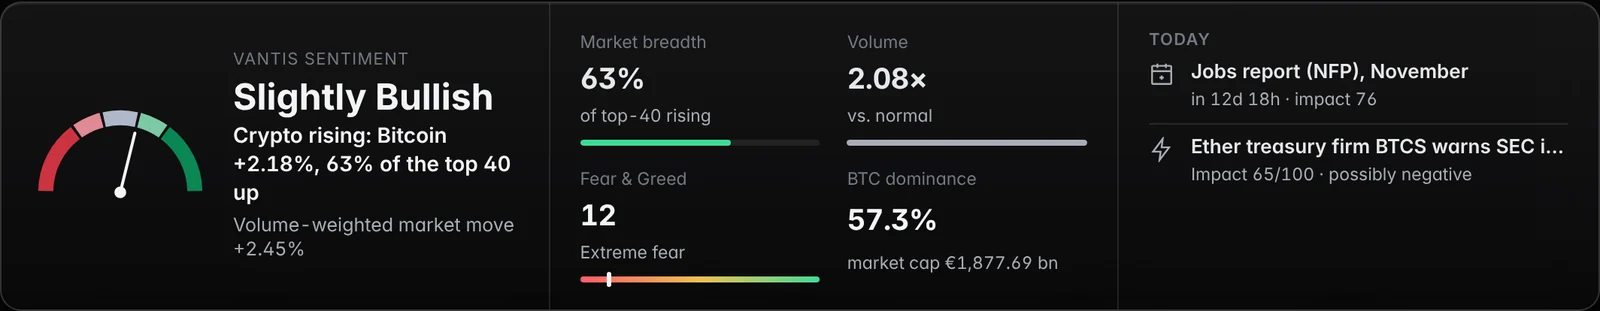 VANTIS SENTIMENT
Slightly Bullish
Crypto rising: Bitcoin
+2.18%, 63% of the top 40
up
Volume-weighted market move
+2.45%
Market breadth
63%
of top-40 rising
Volume
2.08×
vs. normal
Fear & Greed
12
Extreme fear
BTC dominance
57.3%
market cap €1,877.69 bn
TODAY
Jobs report (NFP), November
in 12d 18h · impact 76
Ether treasury firm BTCS warns SEC i...
Impact 65/100 · possibly negative